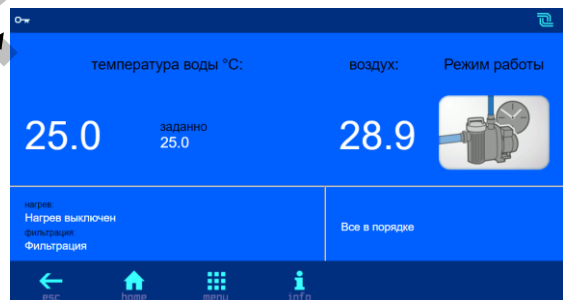 температура воды °C:
воздух:
Режим работы
25.0
заданно
25.0
28.9
нагрев:
Нагрев выключен
фильтрация:
Фильтрация
Все в порядке
esc home menu info